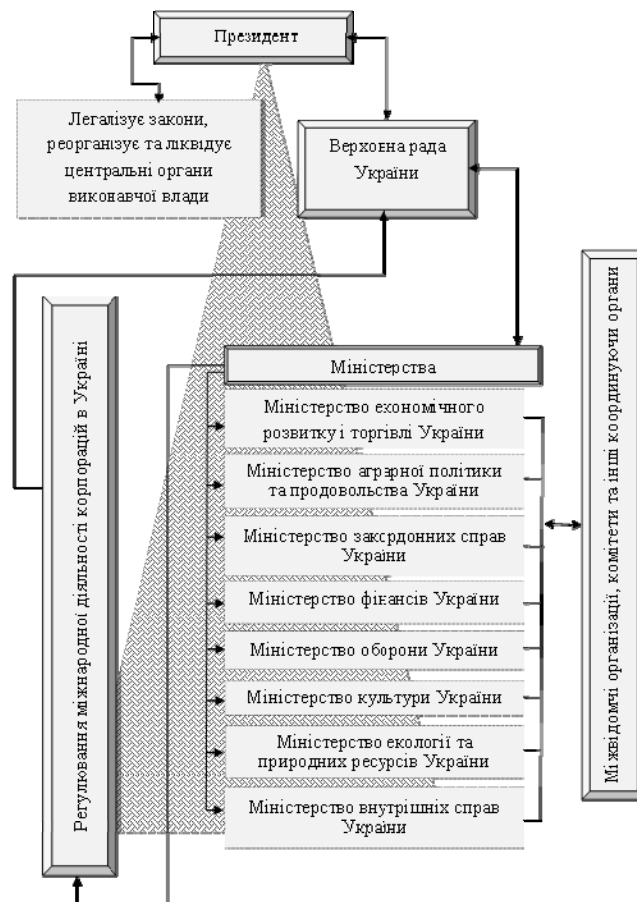 Президент
Легалізує закони,
реорганізує та ліквідує
центральні органи
виконавчої влади
Верховна рада
України
Міністерства
Міністерство економічного
розвитку і торгівлі України
Міністерство аграрної політики
та продовольства України
Міністерство закордонних справ
України
Міністерство фінансів України
Міністерство оборони України
Міністерство культури України
Міністерство екології та
природних ресурсів України
Міністерство внутрішніх справ
України
Регулювання міжнародної діяльності корпорацій в Україні
Міжвідомчі організації, комітети та інші координуючи органи